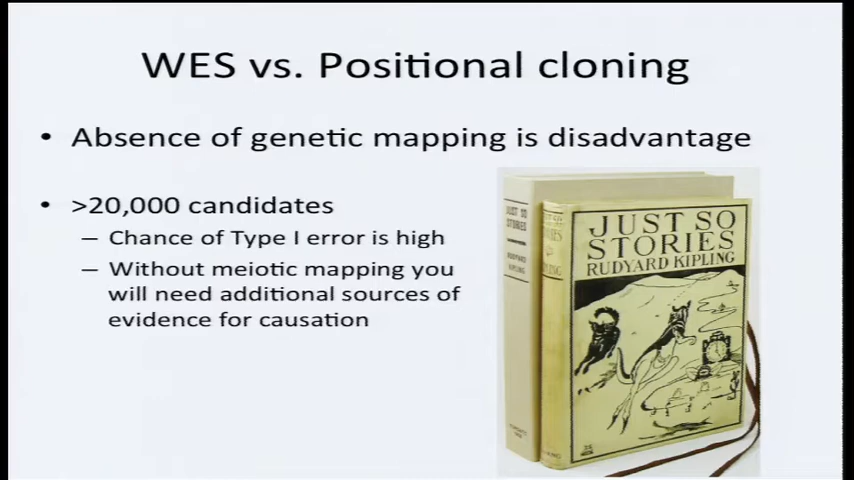 WES vs. Positional cloning
• Absence of genetic mapping is disadvantage
• >20,000 candidates
– Chance of Type I error is high
– Without meiotic mapping you
will need additional sources of
evidence for causation
JUST SO
STORIES
RUDYARD
KIPLING
JUST SO
STORIES
RUDYARD KIPLING